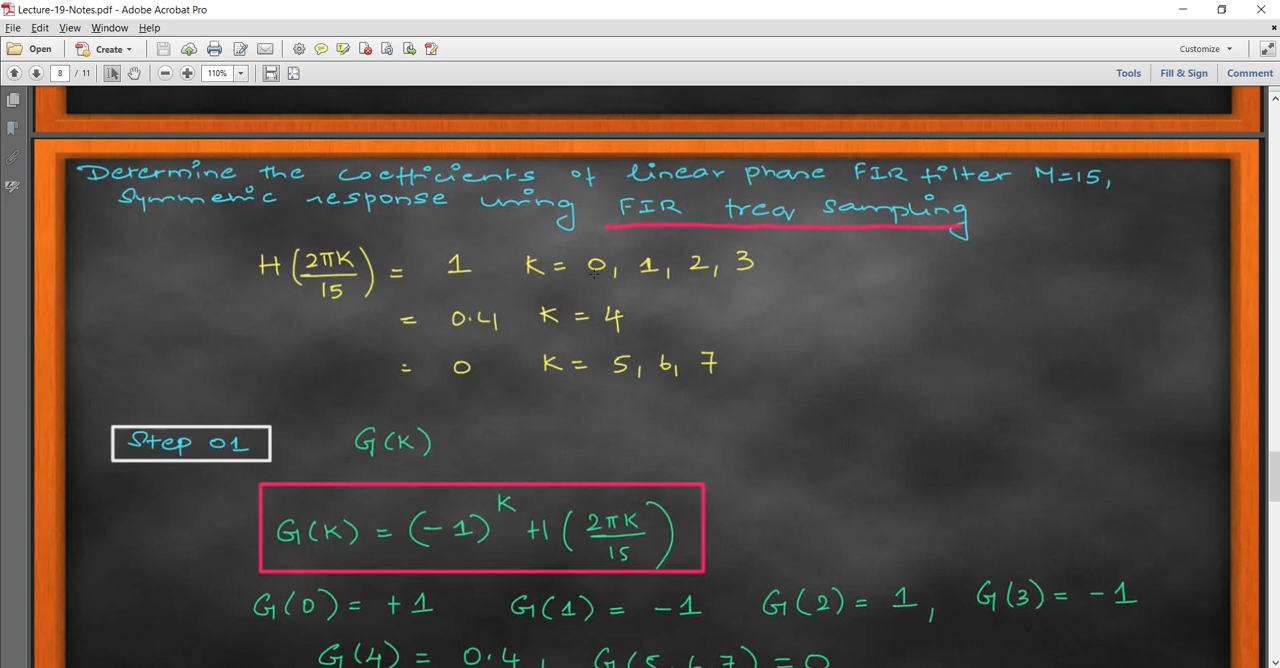 Lecture-19-Notes.pdf - Adobe Acrobat Pro
File Edit View Window Help
Open Create Customize
8 / 11 110% Tools Fill & Sign Comment
Determine the coefficients of linear phase FIR filter M=15,
Symmetric response using FIR freq sampling
H(2πK/15) = 1 K = 0, 1, 2, 3
= 0.4 K = 4
= 0 K = 5, 6, 7
Step 01 G(K)
G(K) = (-1)^K H(2πK/15)
G(0) = +1 G(1) = -1 G(2) = 1, G(3) = -1
G(4) = 0.4, G(5, 6, 7) = 0